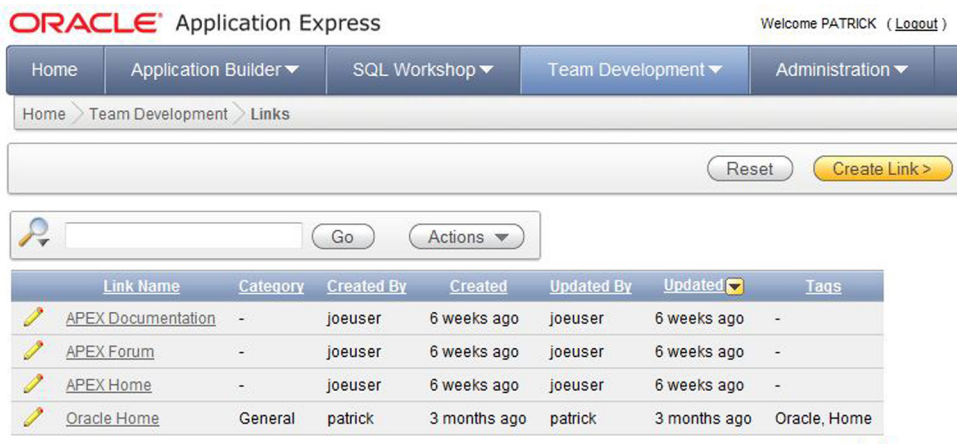 ORACLE® Application Express
Welcome PATRICK ( Logout )
Home Application Builder SQL Workshop Team Development Administration
Home Team Development Links
Reset Create Link >
Go Actions
Link Name Category Created By Created Updated By Updated Tags
APEX Documentation - joeuser 6 weeks ago joeuser 6 weeks ago -
APEX Forum - joeuser 6 weeks ago joeuser 6 weeks ago -
APEX Home - joeuser 6 weeks ago joeuser 6 weeks ago -
Oracle Home General patrick 3 months ago patrick 3 months ago Oracle, Home